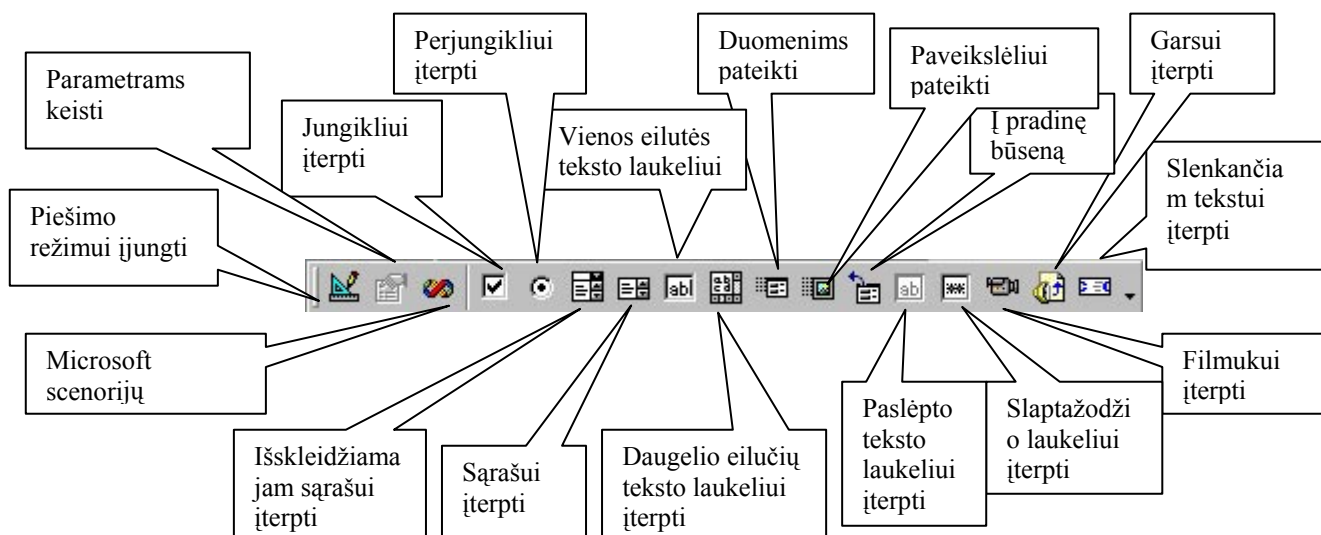 Parametrams
keisti
Perjungikliui
įterpti
Duomenims
pateikti
Paveikslėliui
pateikti
Garsui
įterpti
Jungikliui
įterpti
Vienos eilutės
teksto laukeliui
Į pradinę
būseną
Slenkančia
m tekstui
įterpti
Piešimo
režimui įjungti
ab
Microsoft
scenorijų
Išskleidžiama
jam sąrašui
įterpti
Sąrašui
įterpti
Daugelio eilučių
teksto laukeliui
įterpti
Paslėpto
teksto
laukeliui
įterpti
Slaptažodži
o laukeliui
įterpti
Filmukui
įterpti